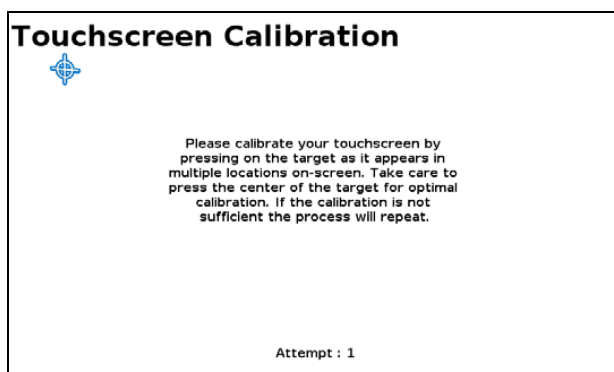 Touchscreen Calibration
Please calibrate your touchscreen by
pressing on the target as it appears in
multiple locations on-screen. Take care to
press the center of the target for optimal
calibration. If the calibration is not
sufficient the process will repeat.
Attempt : 1